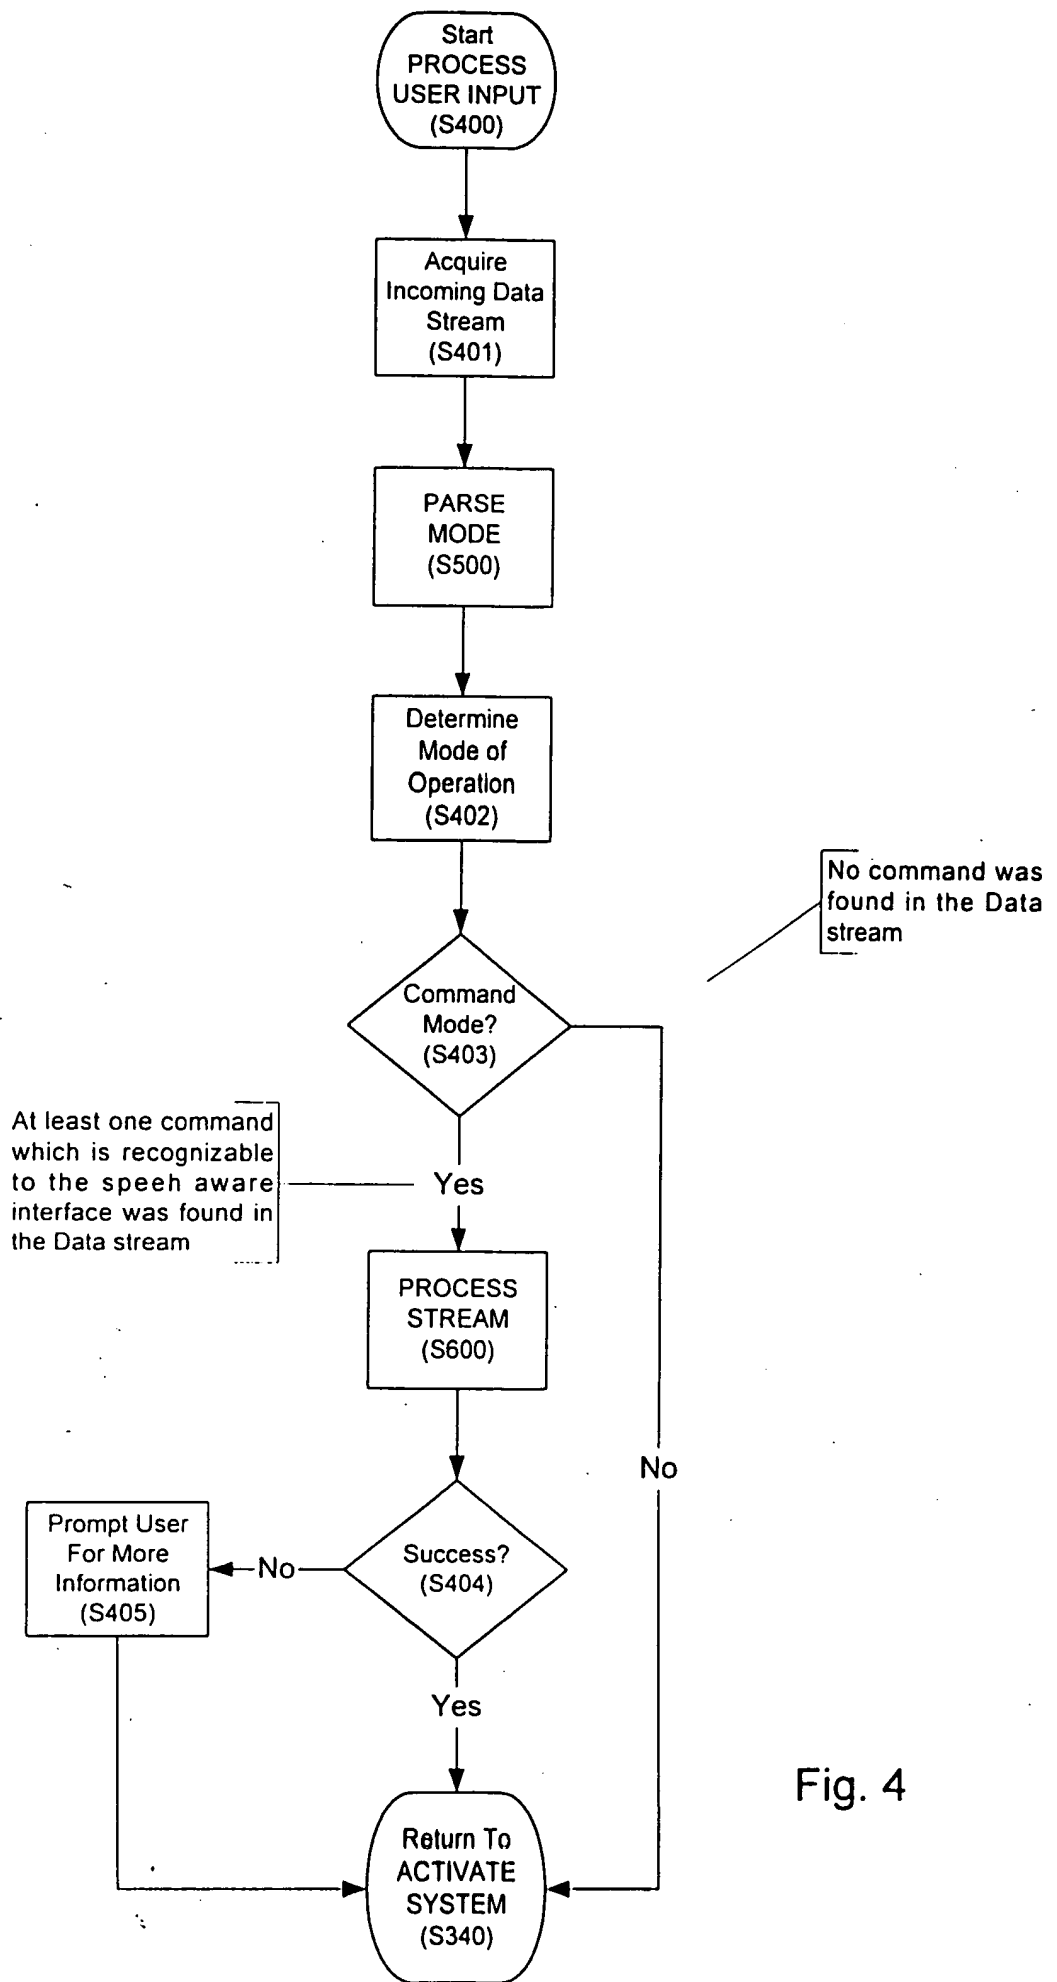 Start
PROCESS
USER INPUT
(S400)
Acquire
Incoming Data
Stream
(S401)
PARSE
MODE
(S500)
Determine
Mode of
Operation
(S402)
No command was
found in the Data
stream
Command
Mode?
(S403)
At least one command
which is recognizable
to the speeh aware
interface was found in
the Data stream
Yes
PROCESS
STREAM
(S600)
No
Prompt User
For More
Information
(S405)
No
Success?
(S404)
Yes
Fig. 4
Return To
ACTIVATE
SYSTEM
(S340)